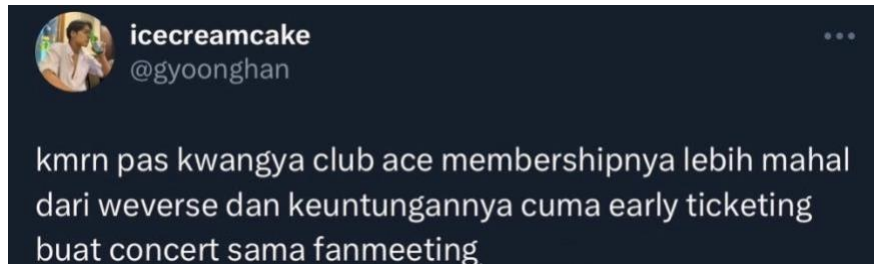 icecreamcake
@gyoonghan
kmrn pas kwangya club ace membershipnya lebih mahal
dari weverse dan keuntungannya cuma early ticketing
buat concert sama fanmeeting